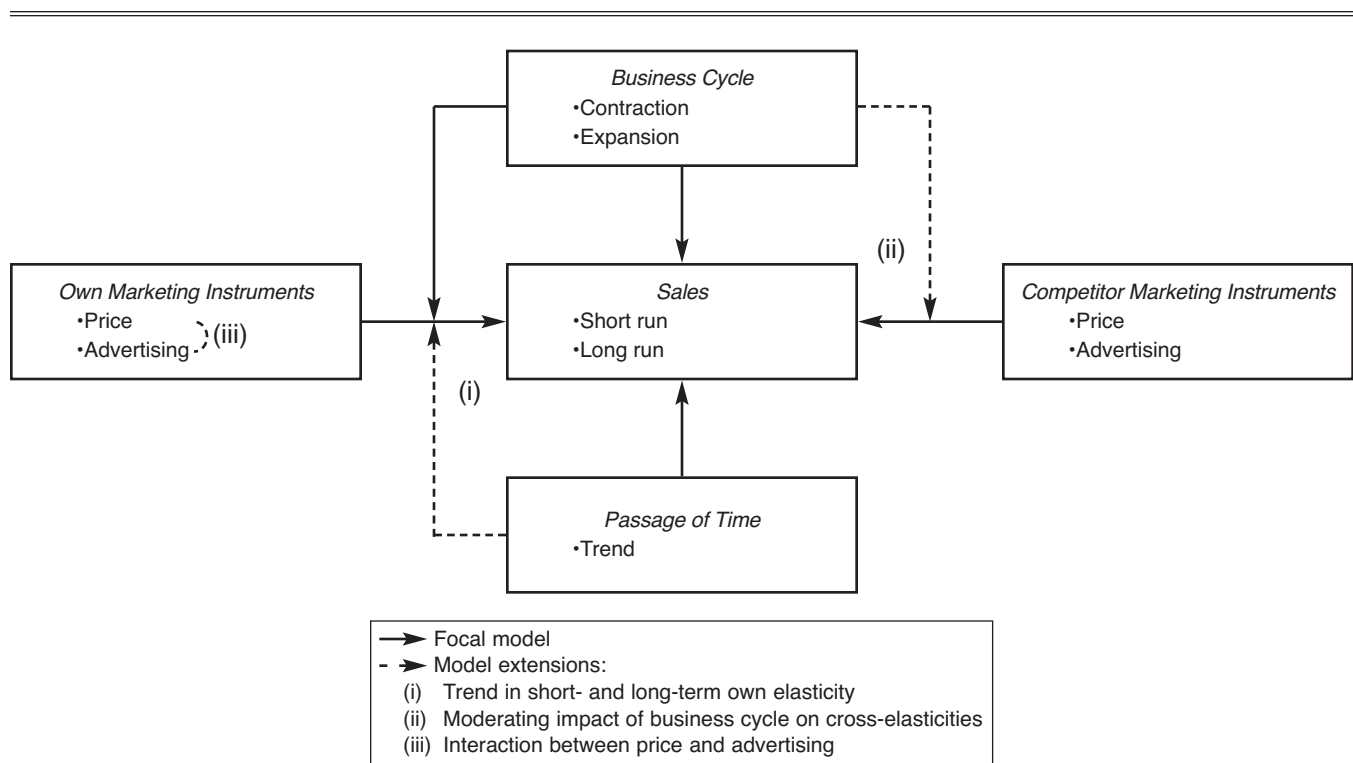 Business Cycle
•Contraction
•Expansion
(ii)
Own Marketing Instruments
•Price
•Advertising
(iii)
Sales
•Short run
•Long run
Competitor Marketing Instruments
•Price
•Advertising
(i)
Passage of Time
•Trend
Focal model
Model extensions:
(i) Trend in short- and long-term own elasticity
(ii) Moderating impact of business cycle on cross-elasticities
(iii) Interaction between price and advertising